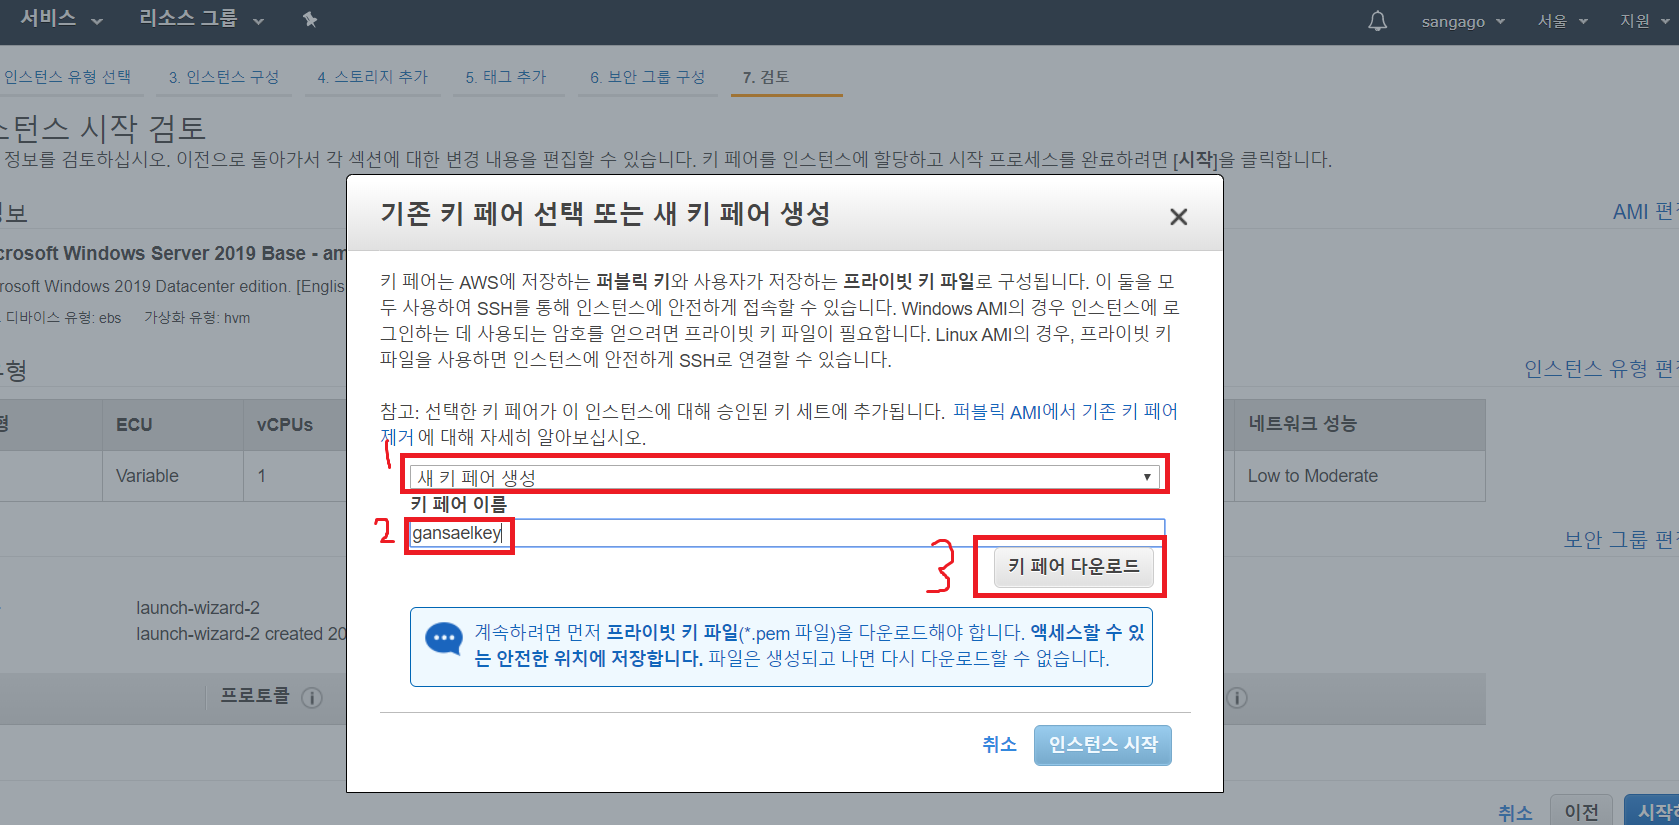 서비스
리소스 그룹
sangago
서울
지원
인스턴스 유형 선택
3. 인스턴스 구성
4. 스토리지 추가
5. 태그 추가
6. 보안 그룹 구성
7. 검토
스턴스 시작 검토
정보를 검토하십시오. 이전으로 돌아가서 각 섹션에 대한 변경 내용을 편집할 수 있습니다. 키 페어를 인스턴스에 할당하고 시작 프로세스를 완료하려면 [시작]을 클릭합니다.
기존 키 페어 선택 또는 새 키 페어 생성
정보
AMI 편
crosoft Windows Server 2019 Base - am
rosoft Windows 2019 Datacenter edition. [Englis
디바이스 유형: ebs
가상화 유형: hvm
키 페어는 AWS에 저장하는 퍼블릭 키와 사용자가 저장하는 프라이빗 키 파일로 구성됩니다. 이 둘을 모
두 사용하여 SSH를 통해 인스턴스에 안전하게 접속할 수 있습니다. Windows AMI의 경우 인스턴스에 로
그인하는 데 사용되는 암호를 얻으려면 프라이빗 키 파일이 필요합니다. Linux AMI의 경우, 프라이빗 키
파일을 사용하면 인스턴스에 안전하게 SSH로 연결할 수 있습니다.
유형
인스턴스 유형 편
참고: 선택한 키 페어가 이 인스턴스에 대해 승인된 키 세트에 추가됩니다. 퍼블릭 AMI에서 기존 키 페어
제거에 대해 자세히 알아보십시오.
형
ECU
vCPUs
네트워크 성능
Variable
1
Low to Moderate
1
새 키 페어 생성
키 페어 이름
2
gansaelkey
3
키 페어 다운로드
보안 그룹 편
launch-wizard-2
launch-wizard-2 created 20
계속하려면 먼저 프라이빗 키 파일(*.pem 파일)을 다운로드해야 합니다. 액세스할 수 있
는 안전한 위치에 저장합니다. 파일은 생성되고 나면 다시 다운로드할 수 없습니다.
프로토콜
취소
인스턴스 시작
취소
이전
시작하